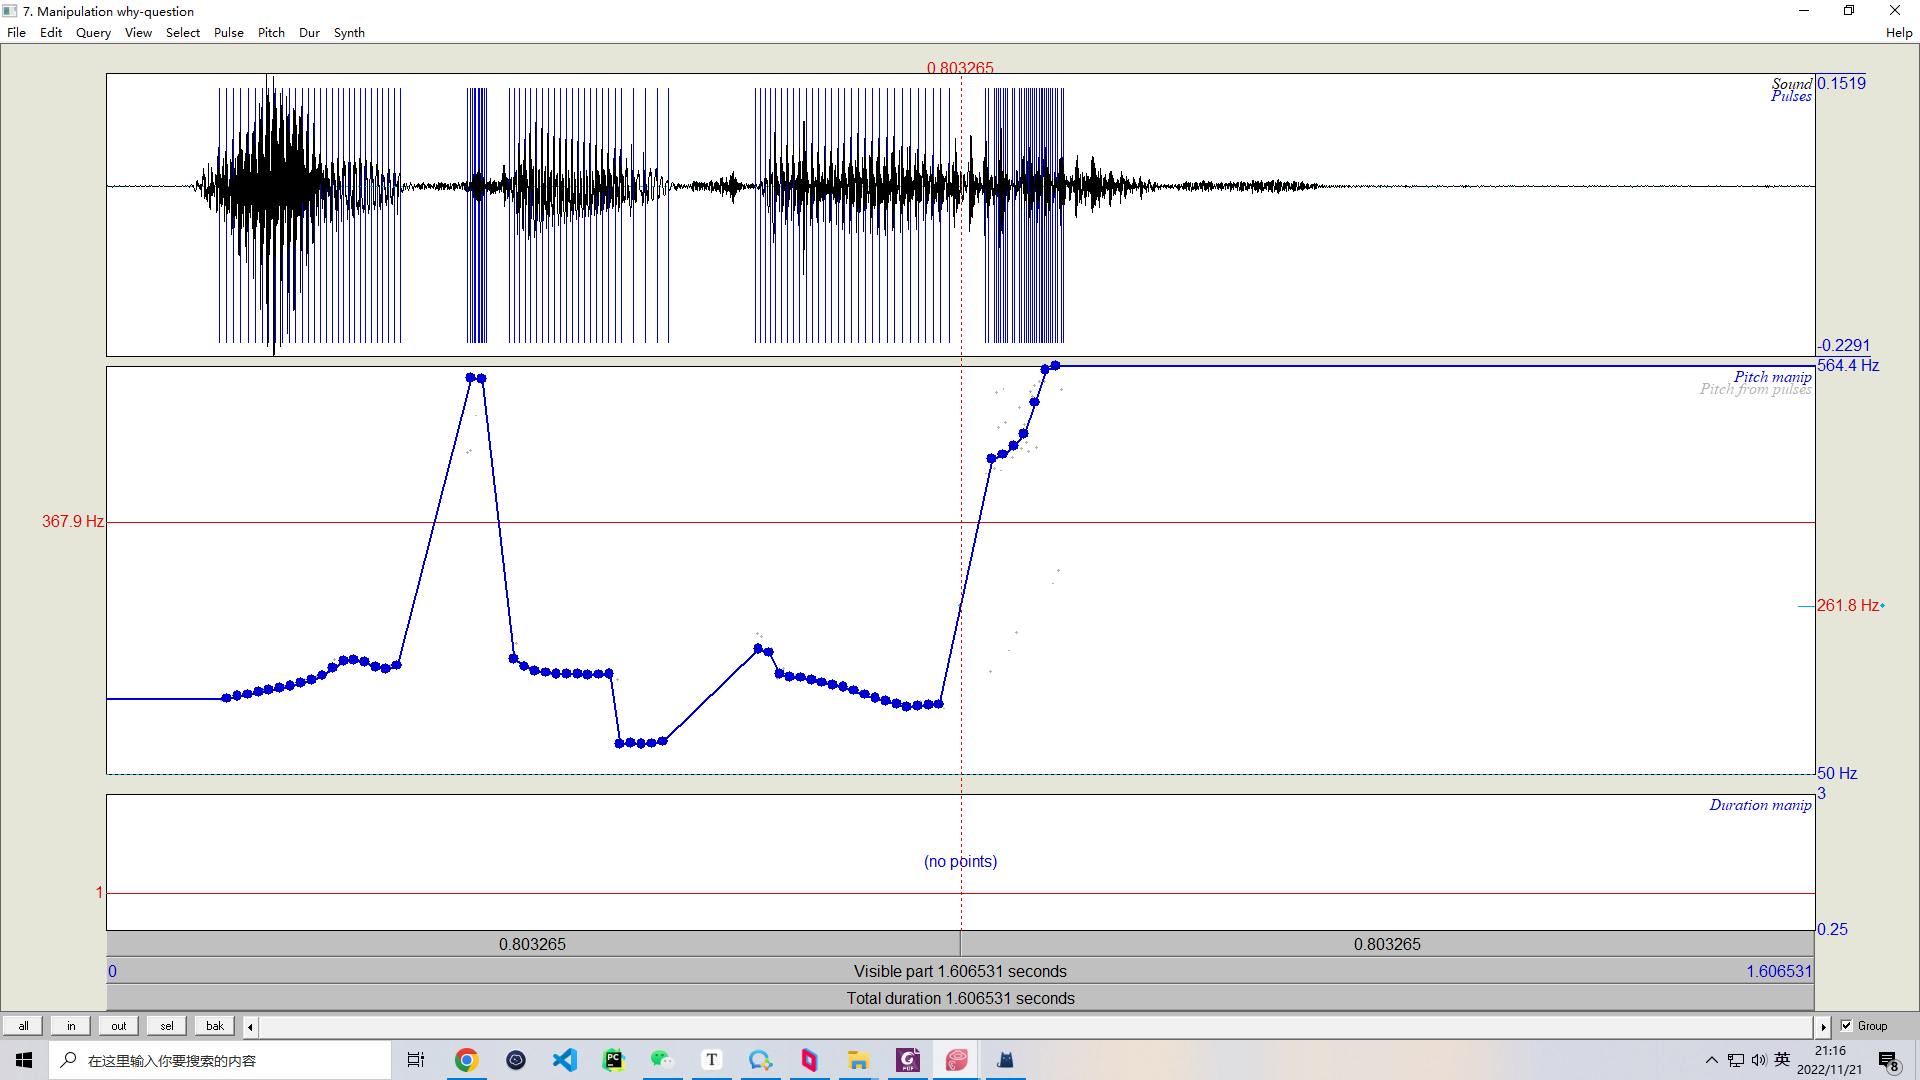 7. Manipulation why-question
File Edit Query View Select Pulse Pitch Dur Synth Help
0.803265
Sound
Pulses
0.1519
-0.2291
564.4 Hz
Pitch manip
Pitch from pulses
367.9 Hz
261.8 Hz
50 Hz
3
Duration manip
(no points)
1
0.25
0.803265 0.803265
0 Visible part 1.606531 seconds 1.606531
Total duration 1.606531 seconds
all in out sel bak Group
在这里输入你要搜索的内容
PC
T
PDF
英
21:16
2022/11/21
8